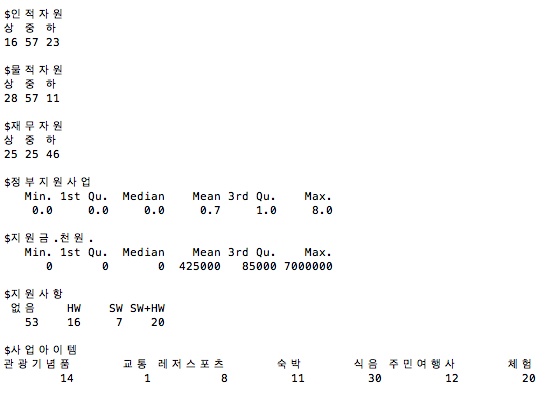 $인적자원
상 중 하
16 57 23
$물적자원
상 중 하
28 57 11
$재무자원
상 중 하
25 25 46
$정부지원사업
Min. 1st Qu. Median Mean 3rd Qu. Max.
0.0 0.0 0.0 0.7 1.0 8.0
$지원금.천원.
Min. 1st Qu. Median Mean 3rd Qu. Max.
0 0 0 425000 85000 7000000
$지원사항
없음 HW SW SW+HW
53 16 7 20
$사업아이템
관광기념품 교통 레저스포츠 숙박 식음 주민여행사 체험
14 1 8 11 30 12 20